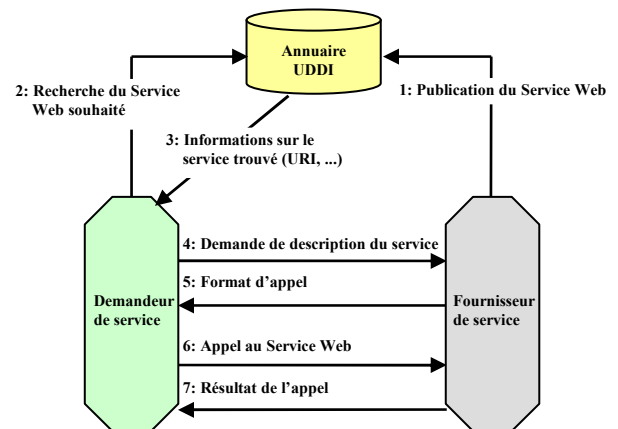 Annuaire
UDDI
2: Recherche du Service
Web souhaité
1: Publication du Service Web
3: Informations sur le
service trouvé (URI, ...)
4: Demande de description du service
5: Format d’appel
Demandeur
de service
Fournisseur
de service
6: Appel au Service Web
7: Résultat de l’appel